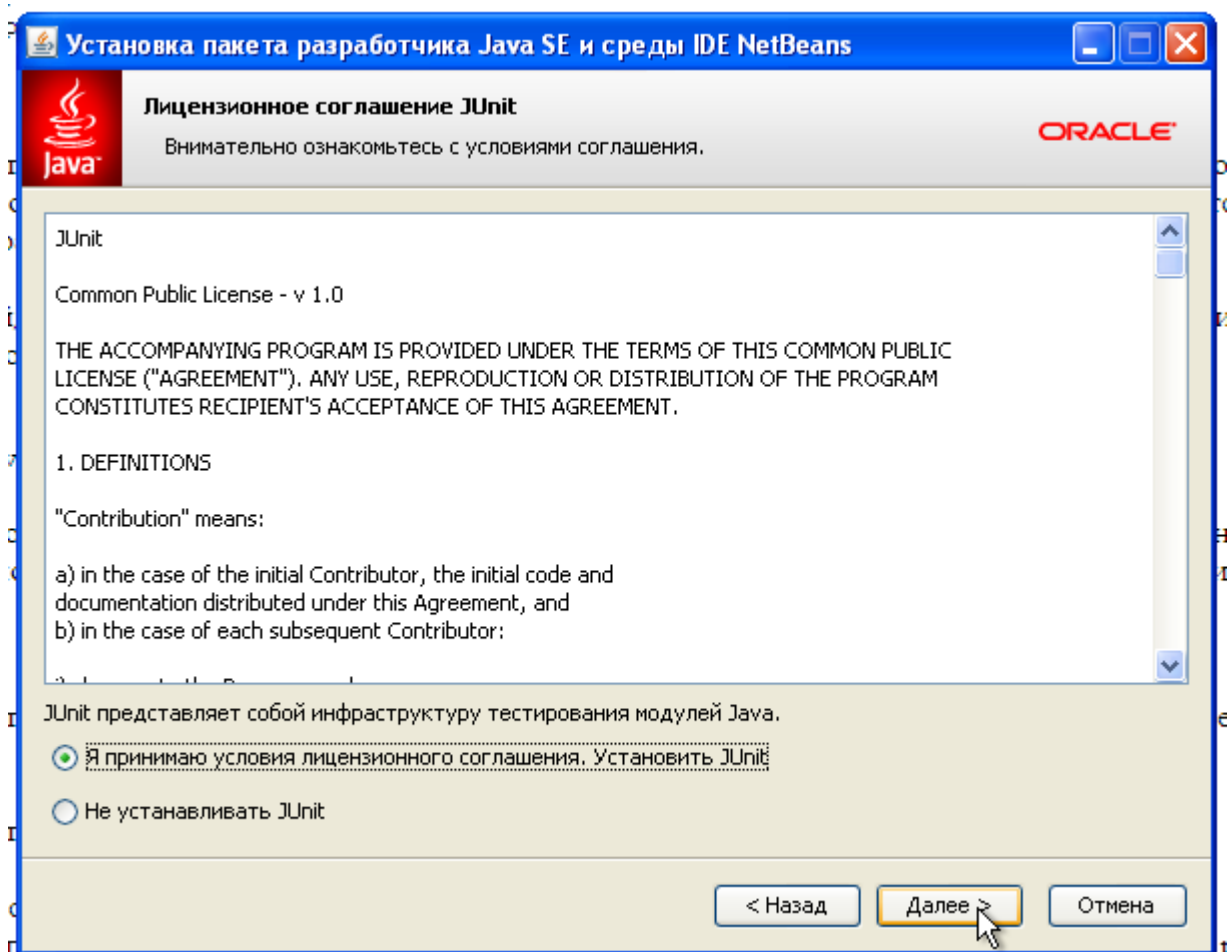 Установка пакета разработчика Java SE и среды IDE NetBeans
Java
Лицензионное соглашение JUnit
Внимательно ознакомьтесь с условиями соглашения.
ORACLE
JUnit
Common Public License - v 1.0
THE ACCOMPANYING PROGRAM IS PROVIDED UNDER THE TERMS OF THIS COMMON PUBLIC
LICENSE ("AGREEMENT"). ANY USE, REPRODUCTION OR DISTRIBUTION OF THE PROGRAM
CONSTITUTES RECIPIENT'S ACCEPTANCE OF THIS AGREEMENT.
1. DEFINITIONS
"Contribution" means:
a) in the case of the initial Contributor, the initial code and
documentation distributed under this Agreement, and
b) in the case of each subsequent Contributor:
JUnit представляет собой инфраструктуру тестирования модулей Java.
Я принимаю условия лицензионного соглашения. Установить JUnit
Не устанавливать JUnit
< Назад
Далее >
Отмена